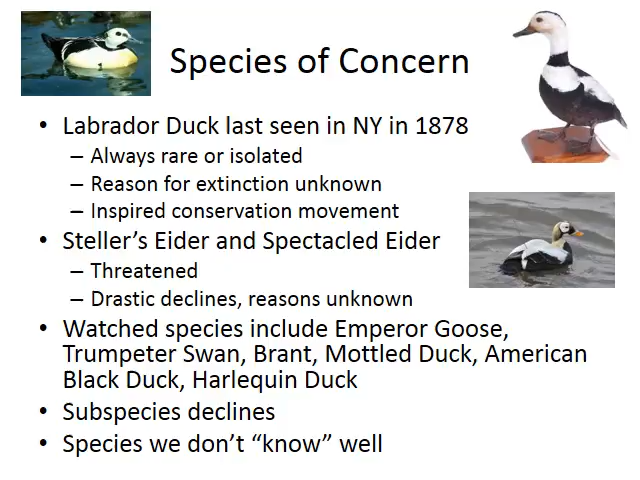 Species of Concern
• Labrador Duck last seen in NY in 1878
– Always rare or isolated
– Reason for extinction unknown
– Inspired conservation movement
• Steller’s Eider and Spectacled Eider
– Threatened
– Drastic declines, reasons unknown
• Watched species include Emperor Goose,
Trumpeter Swan, Brant, Mottled Duck, American
Black Duck, Harlequin Duck
• Subspecies declines
• Species we don’t “know” well